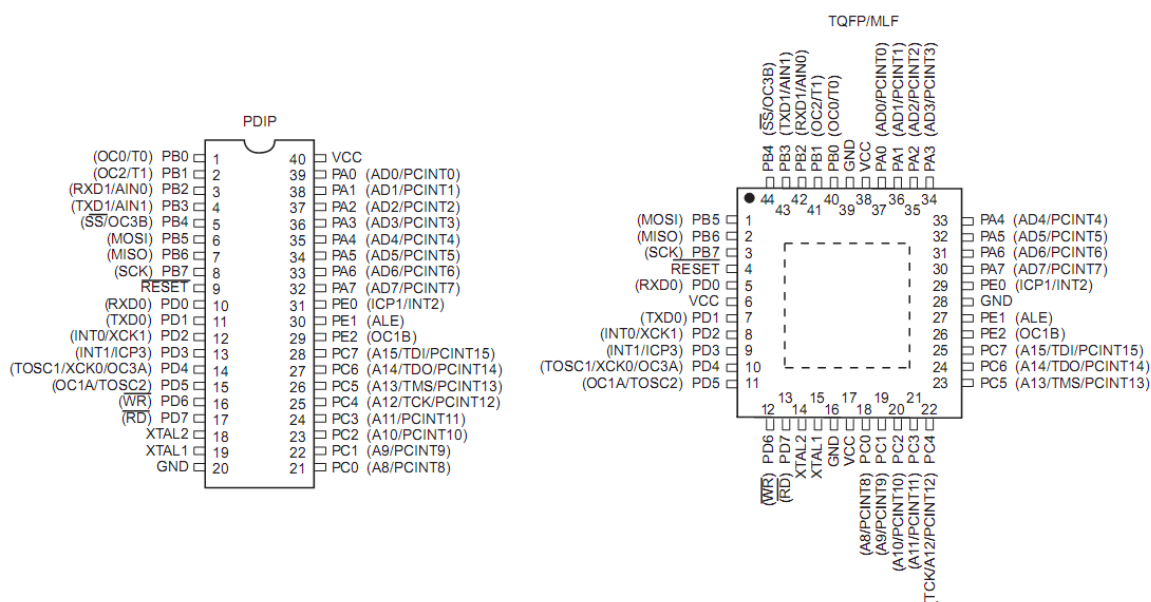 PDIP
(OC0/T0) PB0 1
(OC2/T1) PB1 2
(RXD1/AIN0) PB2 3
(TXD1/AIN1) PB3 4
(SS/OC3B) PB4 5
(MOSI) PB5 6
(MISO) PB6 7
(SCK) PB7 8
RESET 9
(RXD0) PD0 10
(TXD0) PD1 11
(INT0/XCK1) PD2 12
(INT1/ICP3) PD3 13
(TOSC1/XCK0/OC3A) PD4 14
(OC1A/TOSC2) PD5 15
(WR) PD6 16
(RD) PD7 17
XTAL2 18
XTAL1 19
GND 20
40 VCC
39 PA0 (AD0/PCINT0)
38 PA1 (AD1/PCINT1)
37 PA2 (AD2/PCINT2)
36 PA3 (AD3/PCINT3)
35 PA4 (AD4/PCINT4)
34 PA5 (AD5/PCINT5)
33 PA6 (AD6/PCINT6)
32 PA7 (AD7/PCINT7)
31 PE0 (ICP1/INT2)
30 PE1 (ALE)
29 PE2 (OC1B)
28 PC7 (A15/TDI/PCINT15)
27 PC6 (A14/TDO/PCINT14)
26 PC5 (A13/TMS/PCINT13)
25 PC4 (A12/TCK/PCINT12)
24 PC3 (A11/PCINT11)
23 PC2 (A10/PCINT10)
22 PC1 (A9/PCINT9)
21 PC0 (A8/PCINT8)
TQFP/MLF
44 PB4 (SS/OC3B)
43 PB3 (TXD1/AIN1)
42 PB2 (RXD1/AIN0)
41 PB1 (OC2/T1)
40 PB0 (OC0/T0)
39 GND
38 VCC
37 PA0 (AD0/PCINT0)
36 PA1 (AD1/PCINT1)
35 PA2 (AD2/PCINT2)
34 PA3 (AD3/PCINT3)
(MOSI) PB5 1
(MISO) PB6 2
(SCK) PB7 3
RESET 4
(RXD0) PD0 5
VCC 6
(TXD0) PD1 7
(INT0/XCK1) PD2 8
(INT1/ICP3) PD3 9
(TOSC1/XCK0/OC3A) PD4 10
(OC1A/TOSC2) PD5 11
33 PA4 (AD4/PCINT4)
32 PA5 (AD5/PCINT5)
31 PA6 (AD6/PCINT6)
30 PA7 (AD7/PCINT7)
29 PE0 (ICP1/INT2)
28 GND
27 PE1 (ALE)
26 PE2 (OC1B)
25 PC7 (A15/TDI/PCINT15)
24 PC6 (A14/TDO/PCINT14)
23 PC5 (A13/TMS/PCINT13)
(WR) PD6 12
(RD) PD7 13
XTAL2 14
XTAL1 15
GND 16
VCC 17
(A8/PCINT8) PC0 18
(A9/PCINT9) PC1 19
(A10/PCINT10) PC2 20
(A11/PCINT11) PC3 21
TCK/A12/PCINT12) PC4 22